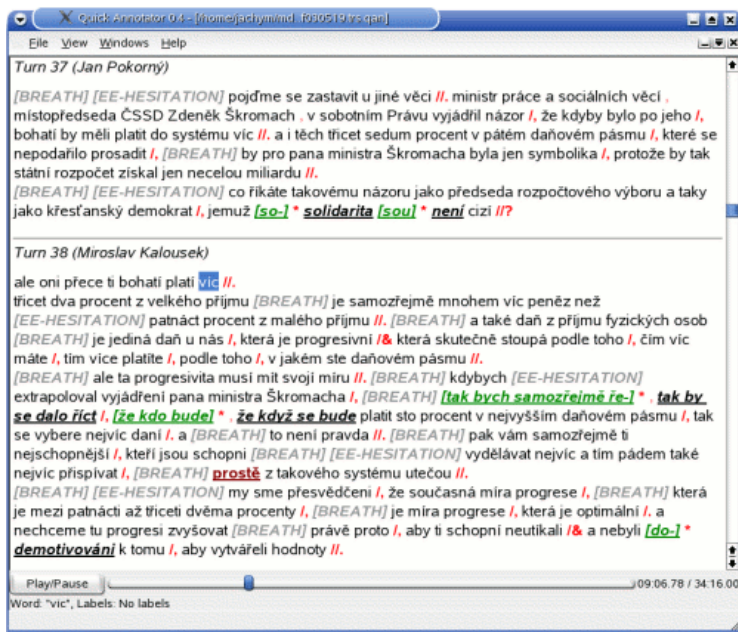 Quick Annotator 0.4 - [/home/jachym/md_f090519.trs.qan]
File View Windows Help
Turn 37 (Jan Pokorný)
[BREATH] [EE-HESITATION] pojďme se zastavit u jiné věci //. ministr práce a sociálních věcí ,
místopředseda ČSSD Zdeněk Škromach , v sobotním Právu vyjádřil názor /, že kdyby bylo po jeho /,
bohatí by měli platit do systému víc //. a i těch třicet sedum procent v pátém daňovém pásmu /, které se
nepodařilo prosadit /, [BREATH] by pro pana ministra Škromacha byla jen symbolika /, protože by tak
státní rozpočet získal jen necelou miliardu //.
[BREATH] [EE-HESITATION] co říkáte takovému názoru jako předseda rozpočtového výboru a taky
jako křesťanský demokrat /, jemuž [so-] * solidarita [sou] * není cizí //?
Turn 38 (Miroslav Kalousek)
ale oni přece ti bohatí platí víc //.
třicet dva procent z velkého příjmu [BREATH] je samozřejmě mnohem víc peněz než
[EE-HESITATION] patnáct procent z malého příjmu //. [BREATH] a také daň z příjmu fyzických osob
[BREATH] je jediná daň u nás /, která je progresivní /& která skutečně stoupá podle toho /, čím víc
máte /, tím více platíte /, podle toho /, v jakém ste daňovém pásmu //.
[BREATH] ale ta progresivita musí mít svojí míru //. [BREATH] kdybych [EE-HESITATION]
extrapoloval vyjádření pana ministra Škromacha /, [BREATH] [tak bych samozřejmě ře-] * , tak by
se dalo říct /, [že kdo bude] * , že když se bude platit sto procent v nejvyšším daňovém pásmu /, tak
se vybere nejvíc daní /. a [BREATH] to není pravda //. [BREATH] pak vám samozřejmě ti
nejschopnější /, kteří jsou schopni [BREATH] [EE-HESITATION] vydělávat nejvíc a tím pádem také
nejvíc přispívat /, [BREATH] prostě z takového systému utečou //.
[BREATH] [EE-HESITATION] my sme přesvědčeni /, že současná míra progrese /, [BREATH] která
je mezi patnácti až třiceti dvěma procenty /, [BREATH] je míra progrese /, která je optimální /. a
nechceme tu progresi zvyšovat [BREATH] právě proto /, aby ti schopní neutíkali /& a nebyli [do-] *
demotivováni k tomu /, aby vytvářeli hodnoty //.
Play/Pause 09:06.78 / 34:16.00
Word: "víc", Labels: No labels